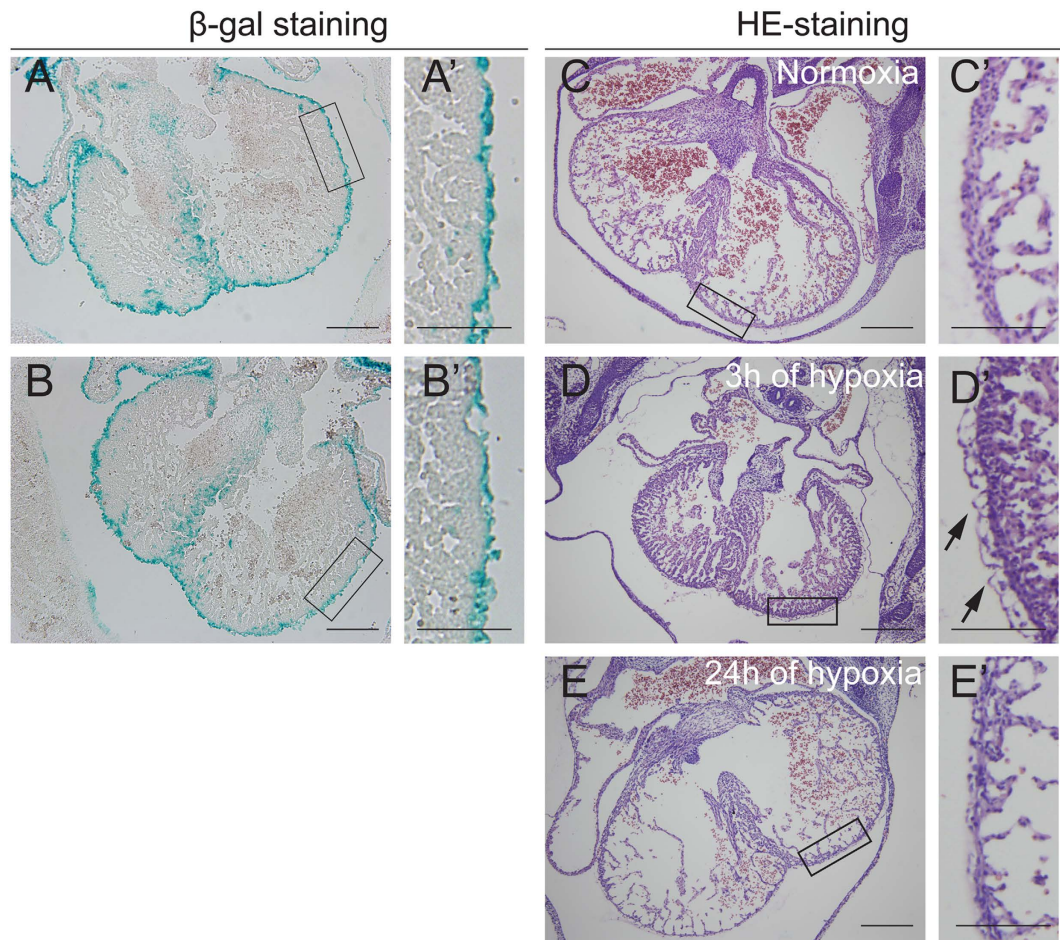 β-gal staining
HE-staining
A
A’
C
Normoxia
C’
B
B’
D
3h of hypoxia
D’
E
24h of hypoxia
E’